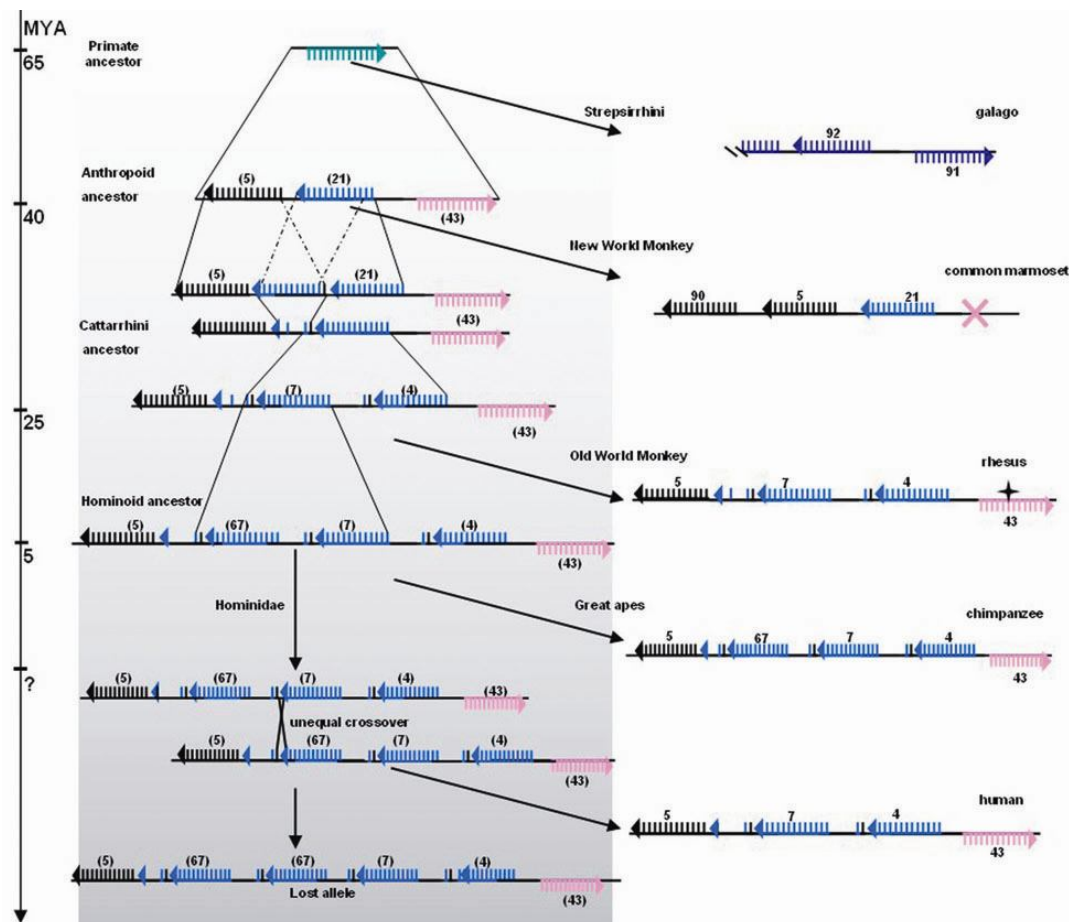 MYA
65
Primate
ancestor
Strepsirrhini
galago
92
91
Anthropoid
ancestor
(5) (21)
(43)
40
New World Monkey
common marmoset
90 5 21
(5) (21)
(43)
Cattarrhini
ancestor
(43)
(5) (7) (4)
(43)
25
Old World Monkey
rhesus
5 7 4
43
Hominoid ancestor
(5) (67) (7) (4)
(43)
5
Hominidae
Great apes
chimpanzee
5 67 7 4
43
?
(5) (67) (7) (4) (43)
unequal crossover
(5) (67) (7) (4)
(43)
human
5 7 4
43
(5) (67) (67) (7) (4)
(43)
Lost allele